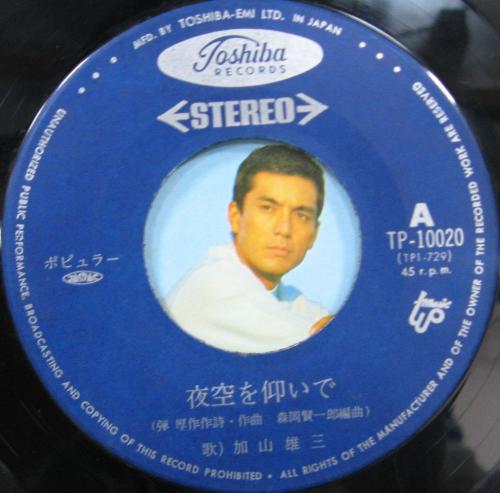 MFD. BY TOSHIBA-EMI LTD. IN JAPAN
Toshiba
RECORDS
STEREO
A
TP-10020
(TPI-729)
45 r.p.m.
ポピュラー
music
夜空を仰いで
(弾 厚作作詩・作曲 森岡賢一郎編曲)
歌) 加山雄三
UNAUTHORIZED PUBLIC PERFORMANCE, BROADCASTING AND COPYING OF THIS RECORD PROHIBITED • ALL RIGHTS OF THE MANUFACTURER AND OF THE OWNER OF THE RECORDED WORK ARE RESERVED